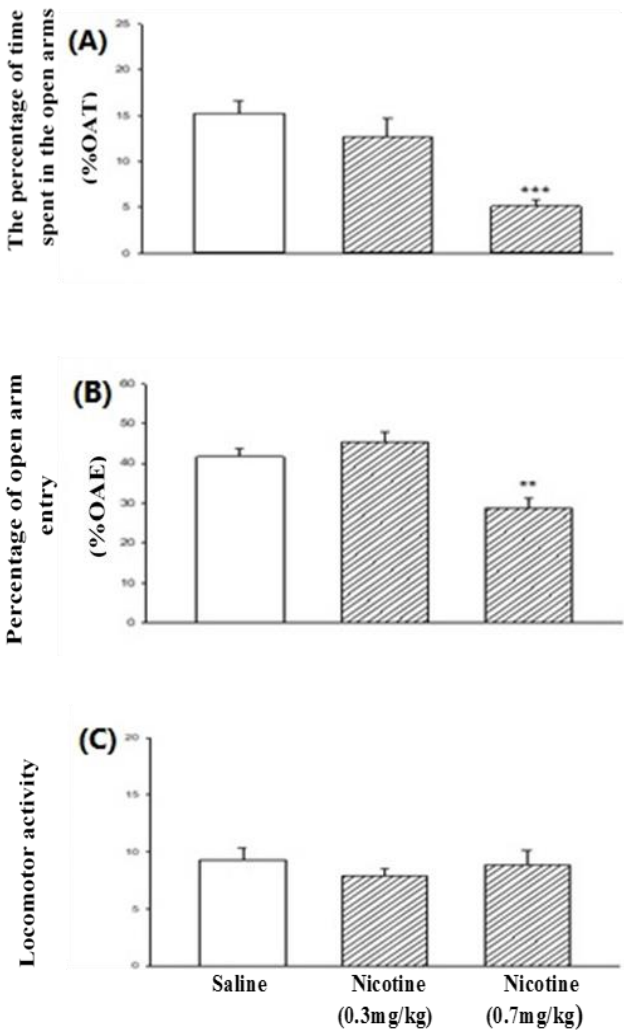 The percentage of time
spent in the open arms
(%OAT)
(A)
25
20
15
10
5
0
***
Percentage of open arm
entry
(%OAE)
(B)
60
50
40
30
20
10
0
**
Locomotor activity
(C)
20
15
10
5
0
Saline
Nicotine
(0.3mg/kg)
Nicotine
(0.7mg/kg)